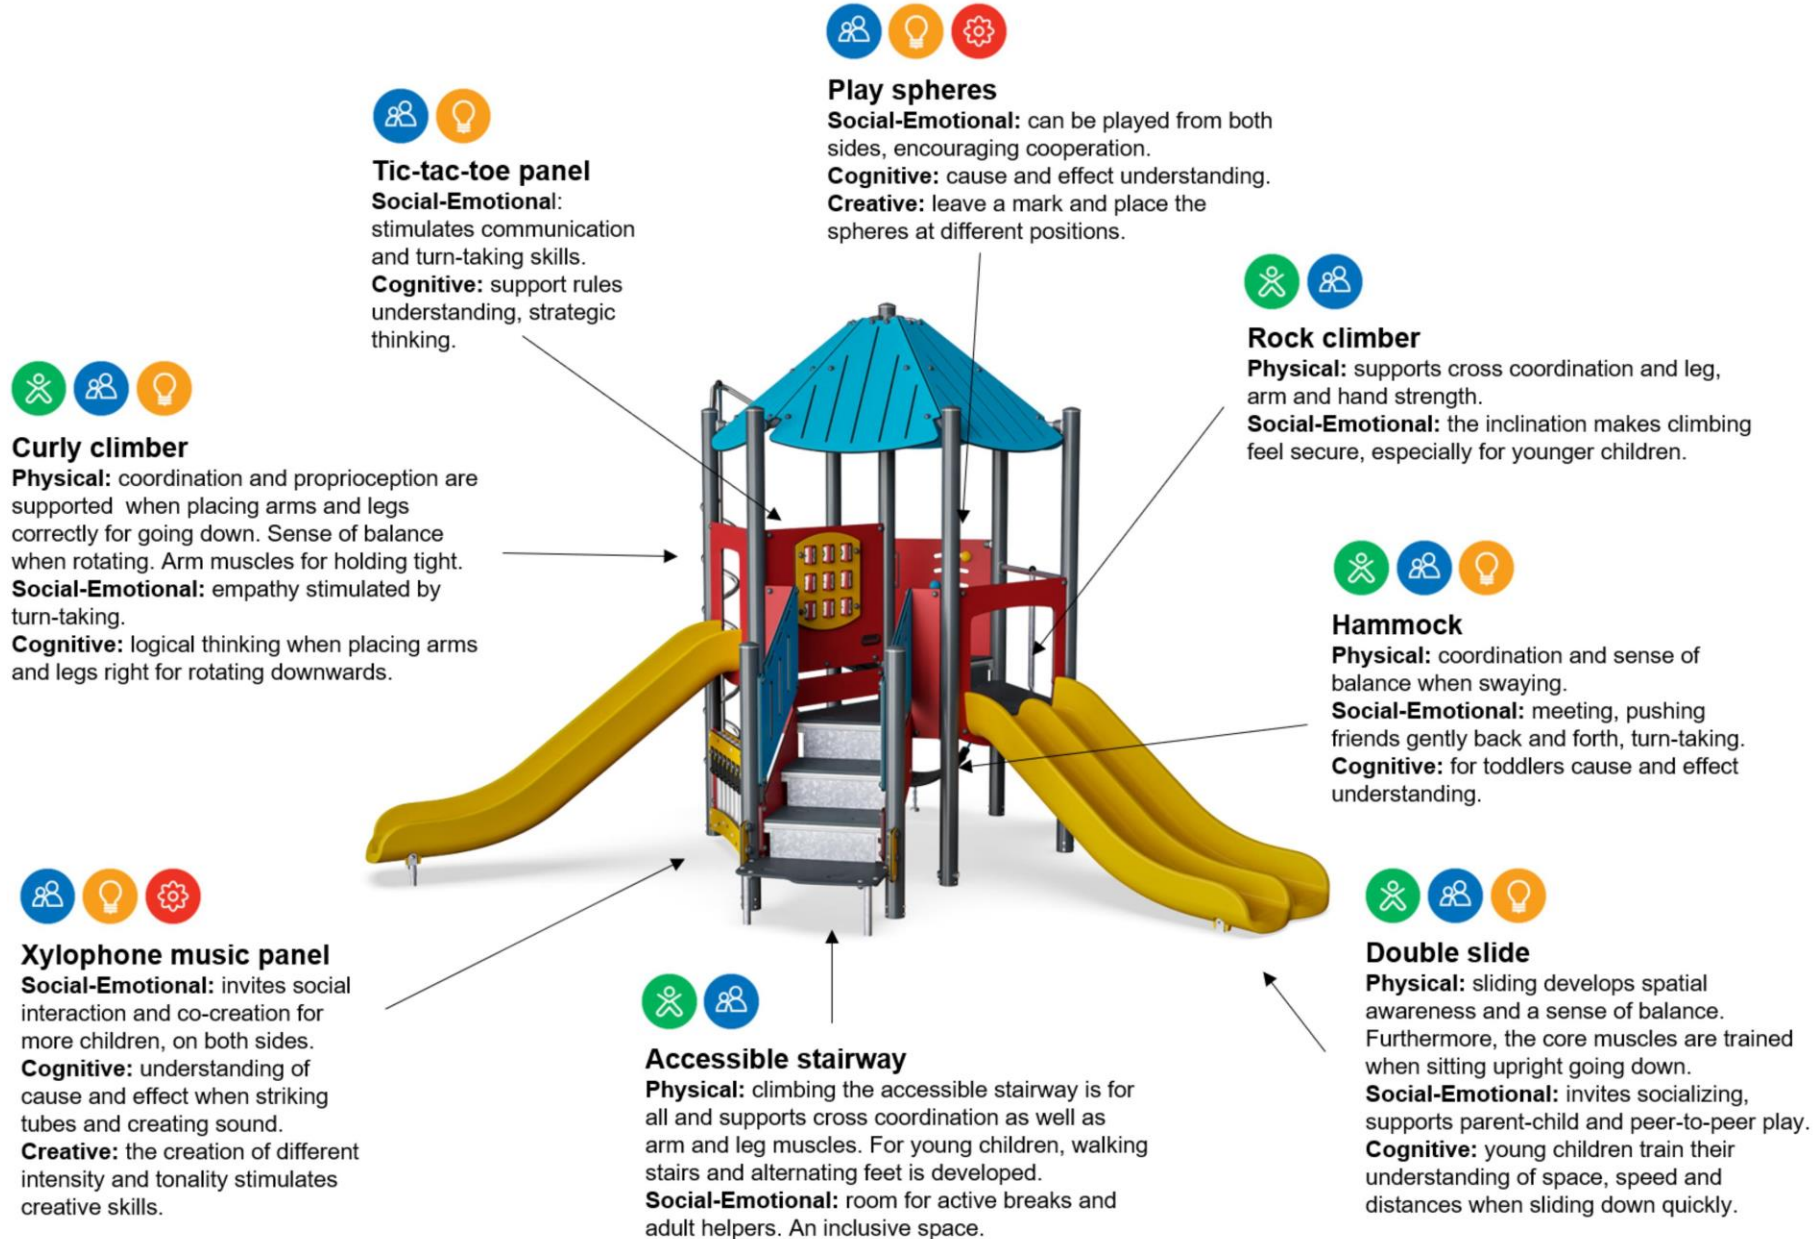 Play spheres
Social-Emotional: can be played from both
sides, encouraging cooperation.
Cognitive: cause and effect understanding.
Creative: leave a mark and place the
spheres at different positions.
Tic-tac-toe panel
Social-Emotional:
stimulates communication
and turn-taking skills.
Cognitive: support rules
understanding, strategic
thinking.
Rock climber
Physical: supports cross coordination and leg,
arm and hand strength.
Social-Emotional: the inclination makes climbing
feel secure, especially for younger children.
Curly climber
Physical: coordination and proprioception are
supported when placing arms and legs
correctly for going down. Sense of balance
when rotating. Arm muscles for holding tight.
Social-Emotional: empathy stimulated by
turn-taking.
Cognitive: logical thinking when placing arms
and legs right for rotating downwards.
Hammock
Physical: coordination and sense of
balance when swaying.
Social-Emotional: meeting, pushing
friends gently back and forth, turn-taking.
Cognitive: for toddlers cause and effect
understanding.
Xylophone music panel
Social-Emotional: invites social
interaction and co-creation for
more children, on both sides.
Cognitive: understanding of
cause and effect when striking
tubes and creating sound.
Creative: the creation of different
intensity and tonality stimulates
creative skills.
Accessible stairway
Physical: climbing the accessible stairway is for
all and supports cross coordination as well as
arm and leg muscles. For young children, walking
stairs and alternating feet is developed.
Social-Emotional: room for active breaks and
adult helpers. An inclusive space.
Double slide
Physical: sliding develops spatial
awareness and a sense of balance.
Furthermore, the core muscles are trained
when sitting upright going down.
Social-Emotional: invites socializing,
supports parent-child and peer-to-peer play.
Cognitive: young children train their
understanding of space, speed and
distances when sliding down quickly.